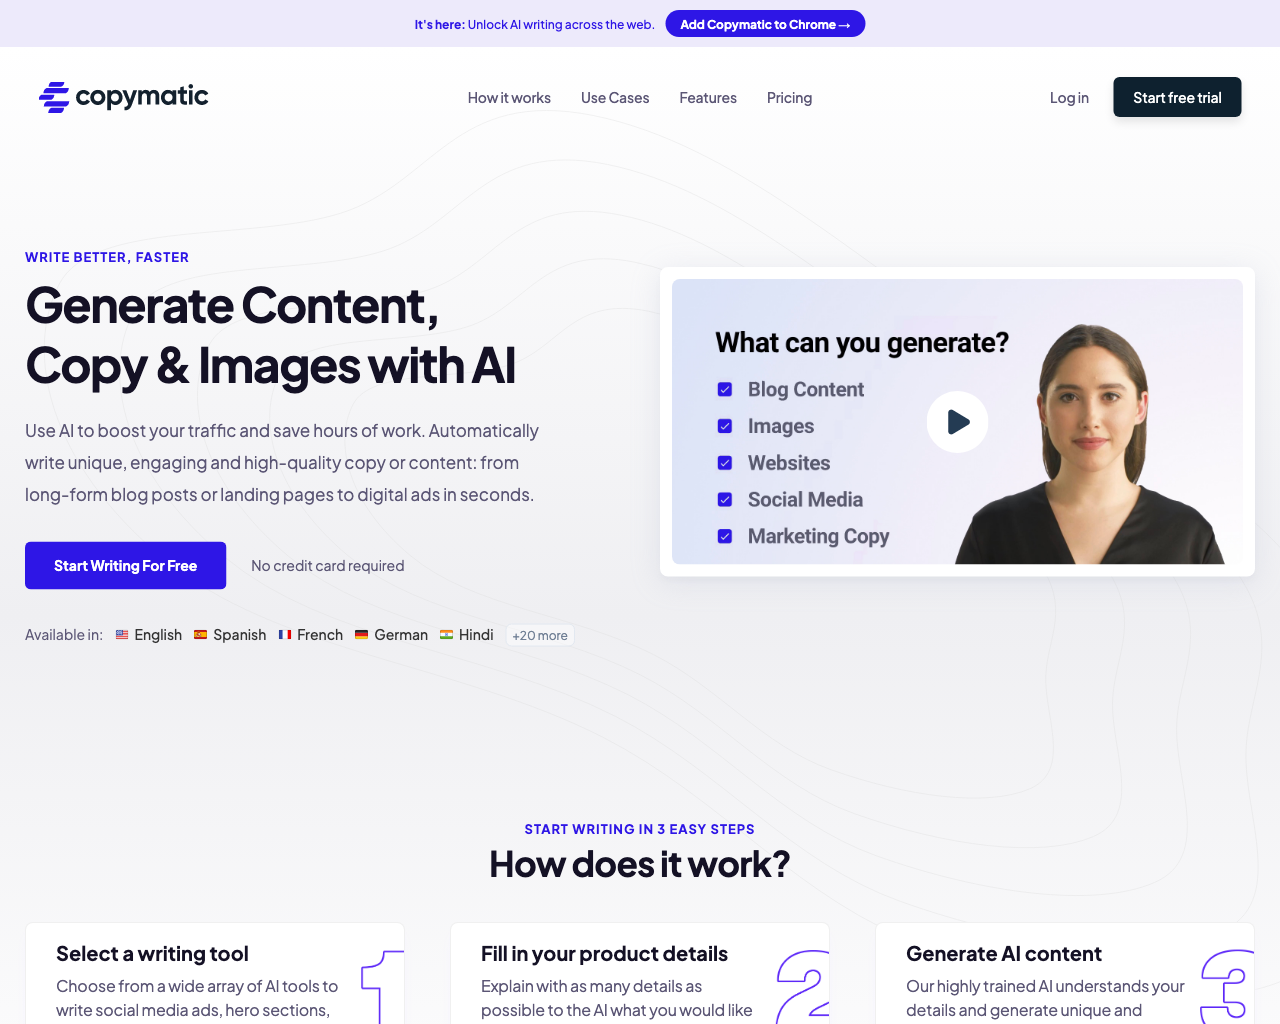 It's here: Unlock AI writing across the web.
Add Copymatic to Chrome →
copymatic
How it works
Use Cases
Features
Pricing
Log in
Start free trial
WRITE BETTER, FASTER
Generate Content,
Copy & Images with AI
Use AI to boost your traffic and save hours of work. Automatically
write unique, engaging and high-quality copy or content: from
long-form blog posts or landing pages to digital ads in seconds.
Start Writing For Free
No credit card required
Available in:
English
Spanish
French
German
Hindi
+20 more
What can you generate?
Blog Content
Images
Websites
Social Media
Marketing Copy
START WRITING IN 3 EASY STEPS
How does it work?
Select a writing tool
Choose from a wide array of AI tools to
write social media ads, hero sections,
1
Fill in your product details
Explain with as many details as
possible to the AI what you would like
2
Generate AI content
Our highly trained AI understands your
details and generate unique and
3